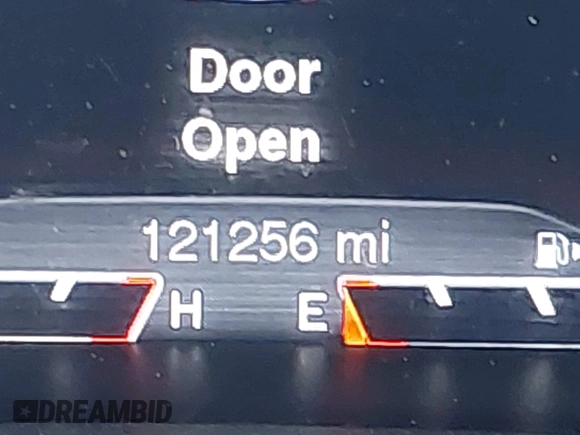 Door
Open
121256 mi
H E
DREAMBID